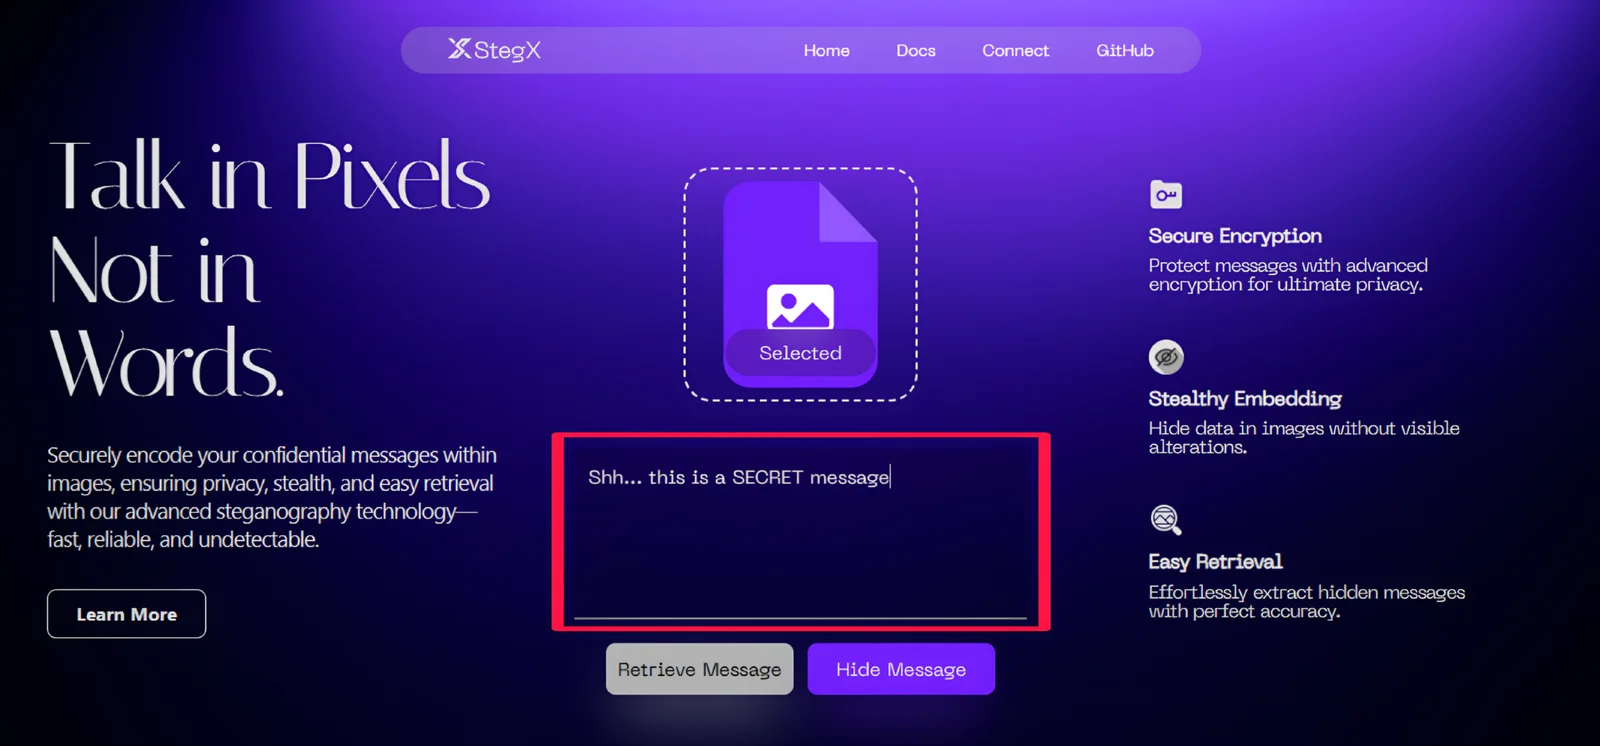 StegX
Home
Docs
Connect
GitHub
Talk in Pixels
Not in
Words.
Securely encode your confidential messages within
images, ensuring privacy, stealth, and easy retrieval
with our advanced steganography technology—
fast, reliable, and undetectable.
Learn More
Selected
Shh... this is a SECRET message
Retrieve Message
Hide Message
Secure Encryption
Protect messages with advanced
encryption for ultimate privacy.
Stealthy Embedding
Hide data in images without visible
alterations.
Easy Retrieval
Effortlessly extract hidden messages
with perfect accuracy.